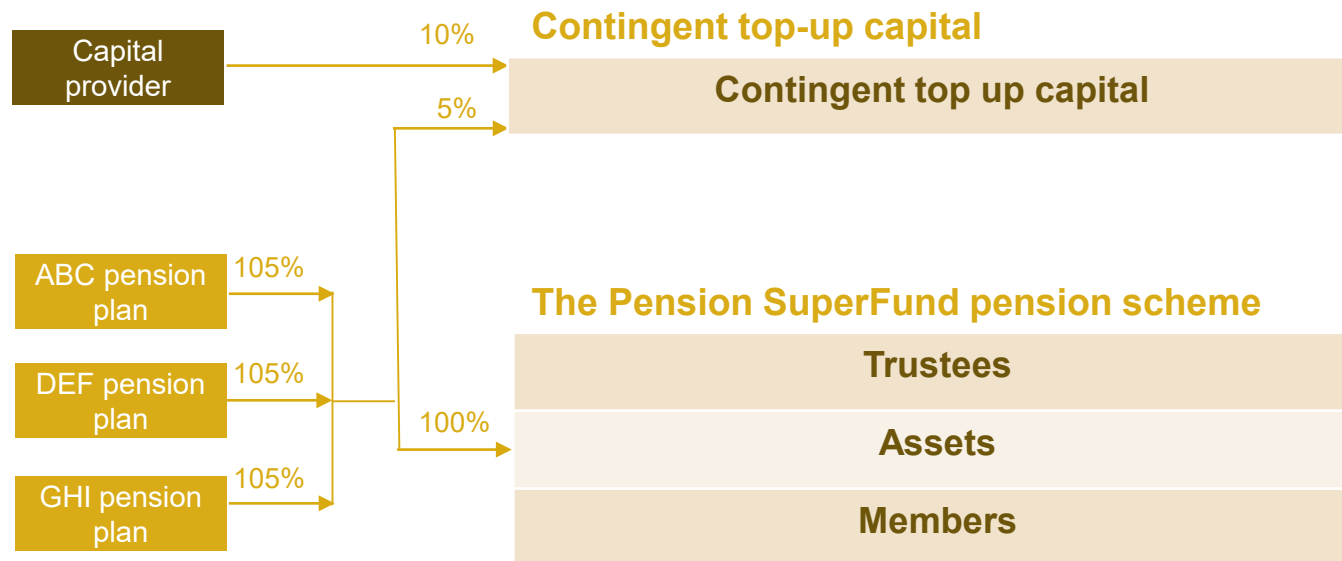 Contingent top-up capital
Capital
provider
10%
Contingent top up capital
5%
ABC pension
plan
105%
The Pension SuperFund pension scheme
Trustees
DEF pension
plan
105%
100%
Assets
GHI pension
plan
105%
Members